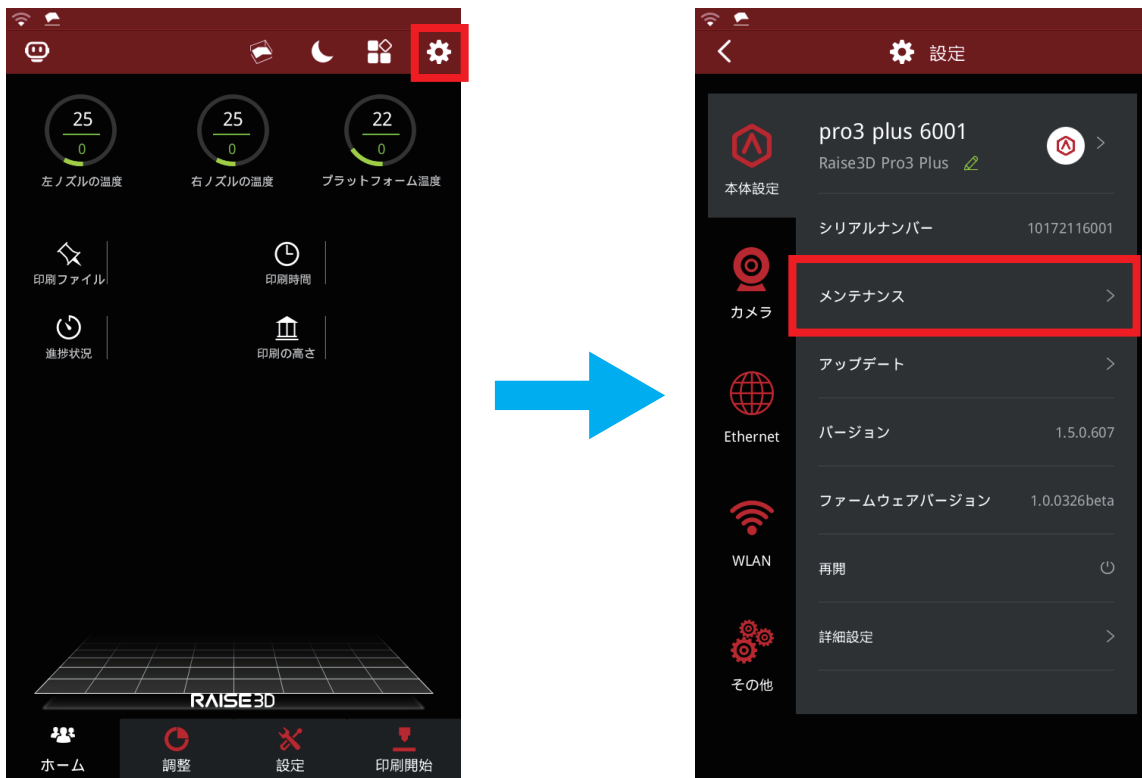 25
0
左ノズルの温度
25
0
右ノズルの温度
22
0
プラットフォーム温度
印刷ファイル
印刷時間
進捗状況
印刷の高さ
RAISE3D
ホーム
調整
設定
印刷開始
設定
本体設定
カメラ
Ethernet
WLAN
その他
pro3 plus 6001
Raise3D Pro3 Plus
シリアルナンバー 10172116001
メンテナンス
アップデート
バージョン 1.5.0.607
ファームウェアバージョン 1.0.0326beta
再開
詳細設定